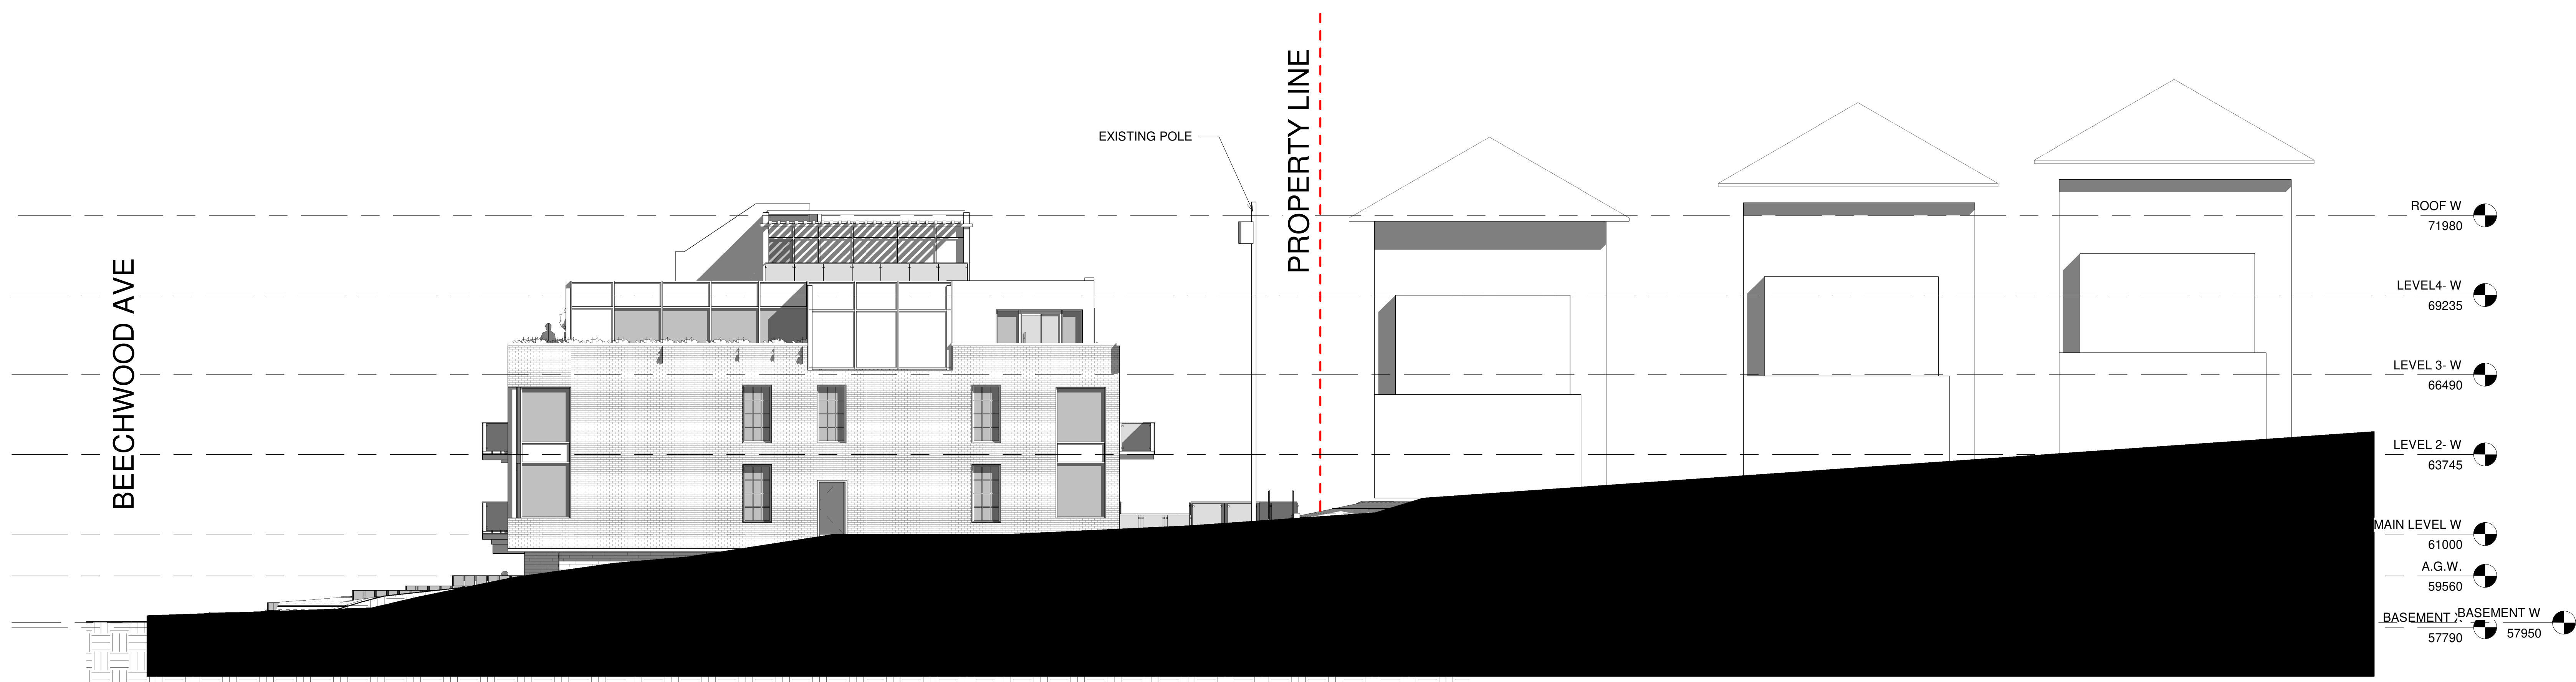 BEECHWOOD AVE
EXISTING POLE
PROPERTY LINE
ROOF W
71980
LEVEL4- W
69235
LEVEL 3- W
66490
LEVEL 2- W
63745
MAIN LEVEL W
61000
A.G.W.
59560
BASEMENT
57790
BASEMENT W
57950